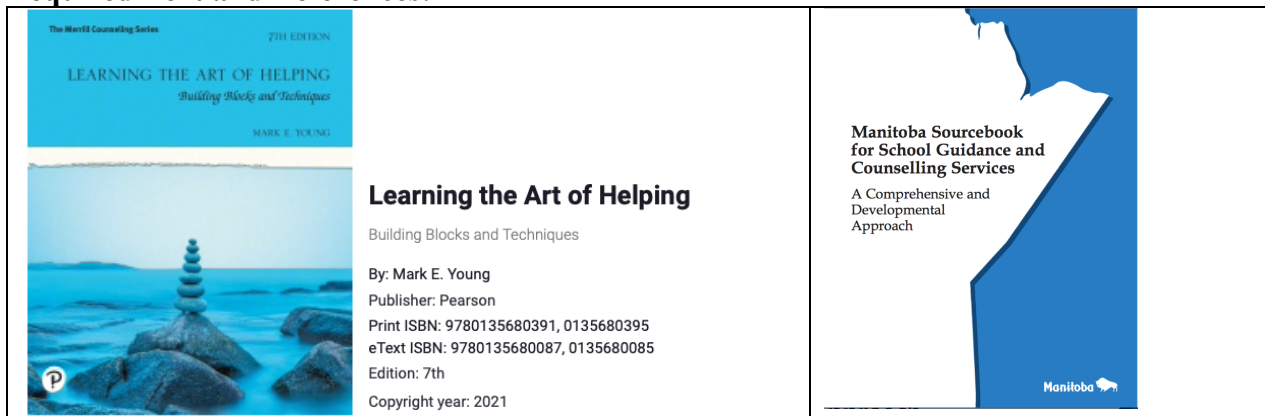 The Merrill Counseling Series
7TH EDITION
LEARNING THE ART OF HELPING
Building Blocks and Techniques
MARK E. YOUNG
P
Learning the Art of Helping
Building Blocks and Techniques
By: Mark E. Young
Publisher: Pearson
Print ISBN: 9780135680391, 0135680395
eText ISBN: 9780135680087, 0135680085
Edition: 7th
Copyright year: 2021
Manitoba Sourcebook
for School Guidance and
Counselling Services
A Comprehensive and
Developmental
Approach
Manitoba